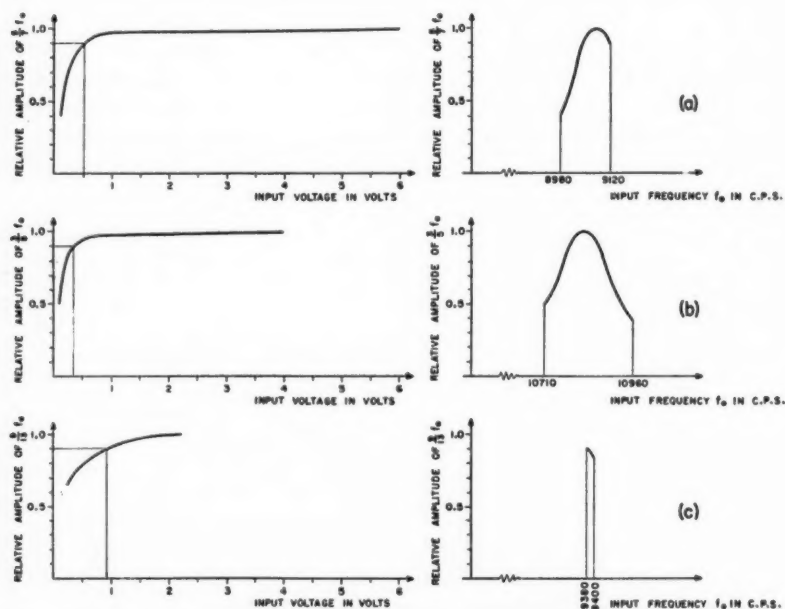 RELATIVE AMPLITUDE OF f₀
1.0
0.5
1
2
3
4
5
6
INPUT VOLTAGE IN VOLTS
RELATIVE AMPLITUDE OF f₀
1.0
0.5
8980
9120
INPUT FREQUENCY f₀ IN C.P.S.
(a)
RELATIVE AMPLITUDE OF f₀
1.0
0.5
1
2
3
4
5
6
INPUT VOLTAGE IN VOLTS
RELATIVE AMPLITUDE OF f₀
1.0
0.5
10710
10960
INPUT FREQUENCY f₀ IN C.P.S.
(b)
RELATIVE AMPLITUDE OF f₀
1.0
0.5
1
2
3
4
5
6
INPUT VOLTAGE IN VOLTS
RELATIVE AMPLITUDE OF f₀
1.0
0.5
9380
9400
INPUT FREQUENCY f₀ IN C.P.S.
(c)